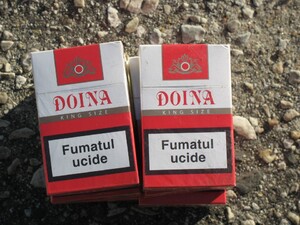 DOINA
KING SIZE
Fumatul
ucide
DOINA
KING SIZE
Fumatul
ucide